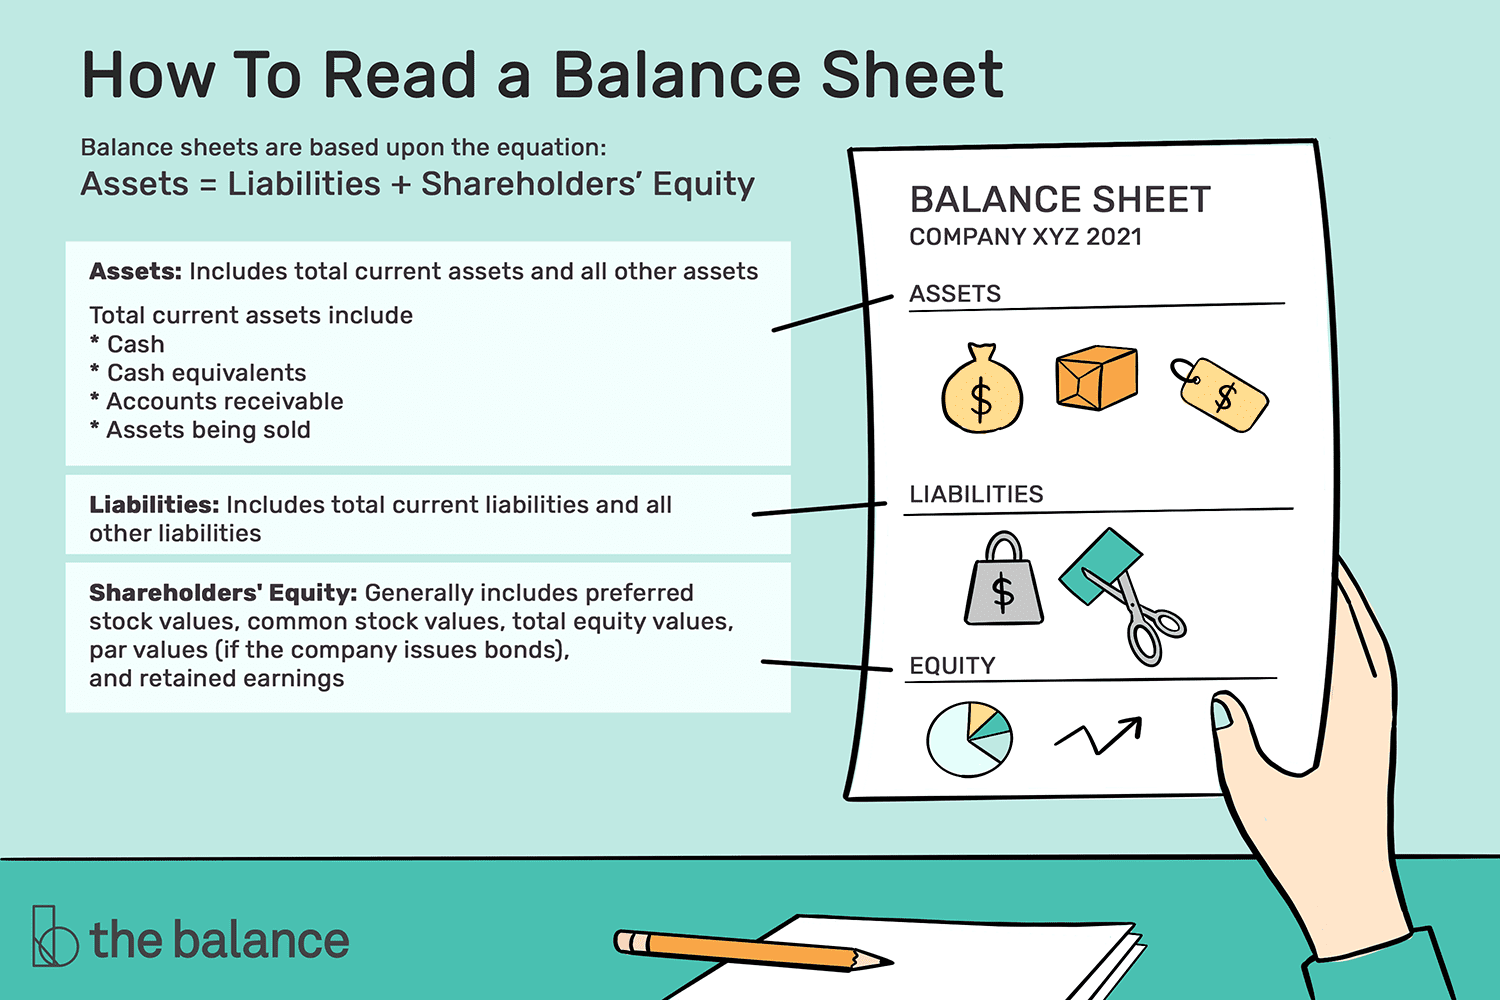 How To Read a Balance Sheet
Balance sheets are based upon the equation:
Assets = Liabilities + Shareholders’ Equity
Assets: Includes total current assets and all other assets
Total current assets include
* Cash
* Cash equivalents
* Accounts receivable
* Assets being sold
Liabilities: Includes total current liabilities and all
other liabilities
Shareholders' Equity: Generally includes preferred
stock values, common stock values, total equity values,
par values (if the company issues bonds),
and retained earnings
BALANCE SHEET
COMPANY XYZ 2021
ASSETS
$
$
LIABILITIES
$
EQUITY
the balance